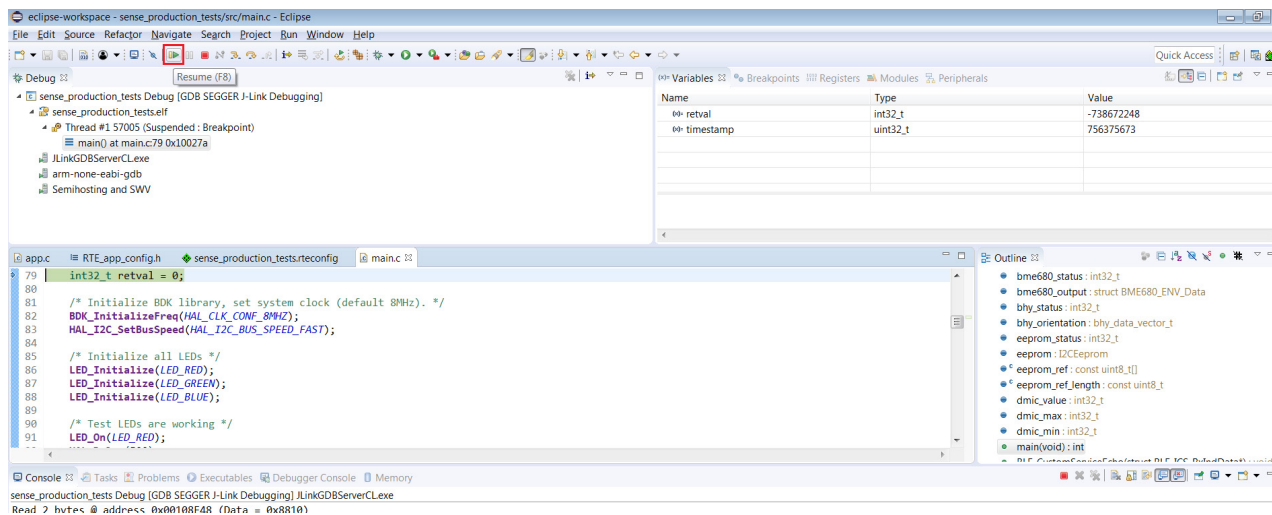 eclipse-workspace - sense_production_tests/src/main.c - Eclipse
File Edit Source Refactor Navigate Search Project Run Window Help
Quick Access
Resume (F8)
Debug
Variables Breakpoints Registers Modules Peripherals
sense_production_tests Debug [GDB SEGGER J-Link Debugging]
sense_production_tests.elf
Thread #1 57005 (Suspended : Breakpoint)
main() at main.c:79 0x10027a
JLinkGDBServerCL.exe
arm-none-eabi-gdb
Semihosting and SWV
Name Type Value
retval int32_t -738672248
timestamp uint32_t 756375673
app.c RTE_app_config.h sense_production_tests.rteconfig main.c
79 int32_t retval = 0;
80
81 /* Initialize BDK library, set system clock (default 8MHz). */
82 BDK_InitializeFreq(HAL_CLK_CONF_8MHZ);
83 HAL_I2C_SetBusSpeed(HAL_I2C_BUS_SPEED_FAST);
84
85 /* Initialize all LEDs */
86 LED_Initialize(LED_RED);
87 LED_Initialize(LED_GREEN);
88 LED_Initialize(LED_BLUE);
89
90 /* Test LEDs are working */
91 LED_On(LED_RED);
Outline
bme680_status : int32_t
bme680_output : struct BME680_ENV_Data
bhy_status : int32_t
bhy_orientation : bhy_data_vector_t
eeprom_status : int32_t
eeprom : I2CEeprom
eeprom_ref : const uint8_t[]
eeprom_ref_length : const uint8_t
dmic_value : int32_t
dmic_max : int32_t
dmic_min : int32_t
main(void) : int
Console Tasks Problems Executables Debugger Console Memory
sense_production_tests Debug [GDB SEGGER J-Link Debugging] JLinkGDBServerCL.exe
Read 2 bytes @ address 0x00108F48 (Data = 0x8810)